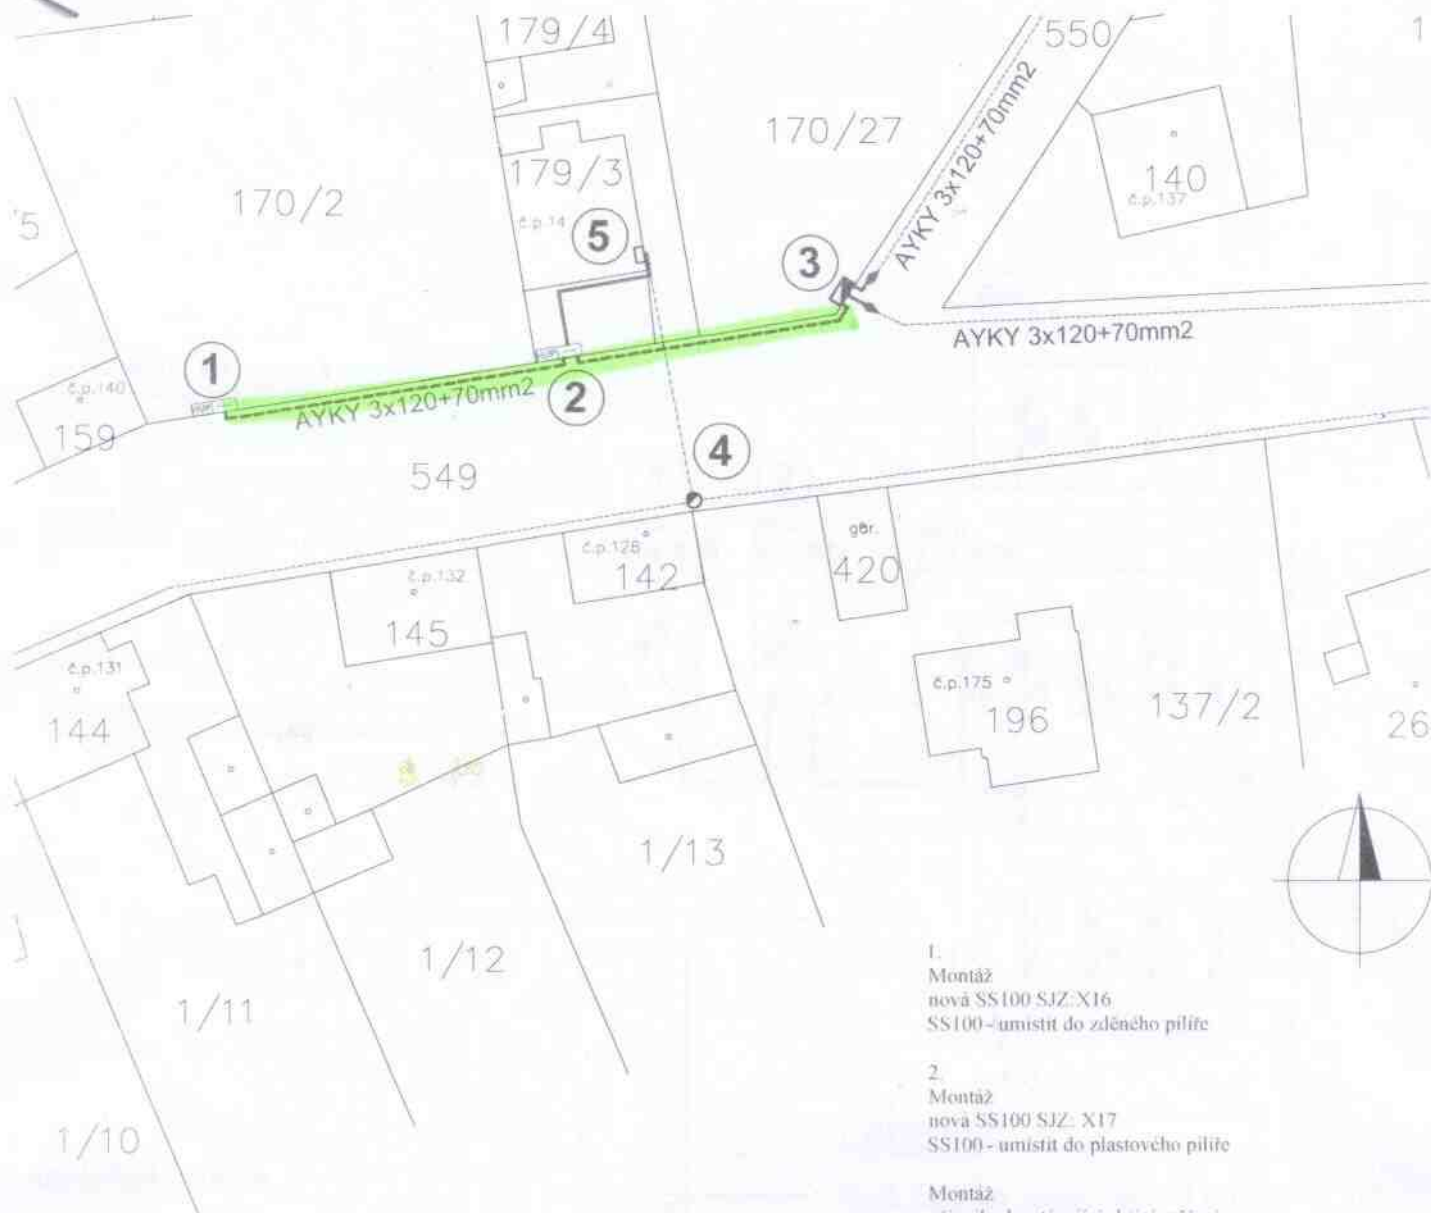 179/4
550
1
170/27
AYKY 3x120+70mm2
140
č.p.137
179/3
170/2
č.p.14
5
5
3
AYKY 3x120+70mm2
1
č.p.140
159
AYKY 3x120+70mm2
2
549
4
gar.
420
č.p.126
142
č.p.132
145
č.p.131
144
č.p.175
196
137/2
26
1/13
1/12
1/11
1/10
1.
Montáž
nová SS100 SJZ:X16
SS100 - umístit do zděného pilíře
2.
Montáž
nová SS100 SJZ: X17
SS100 - umístit do plastového pilíře
Montáž